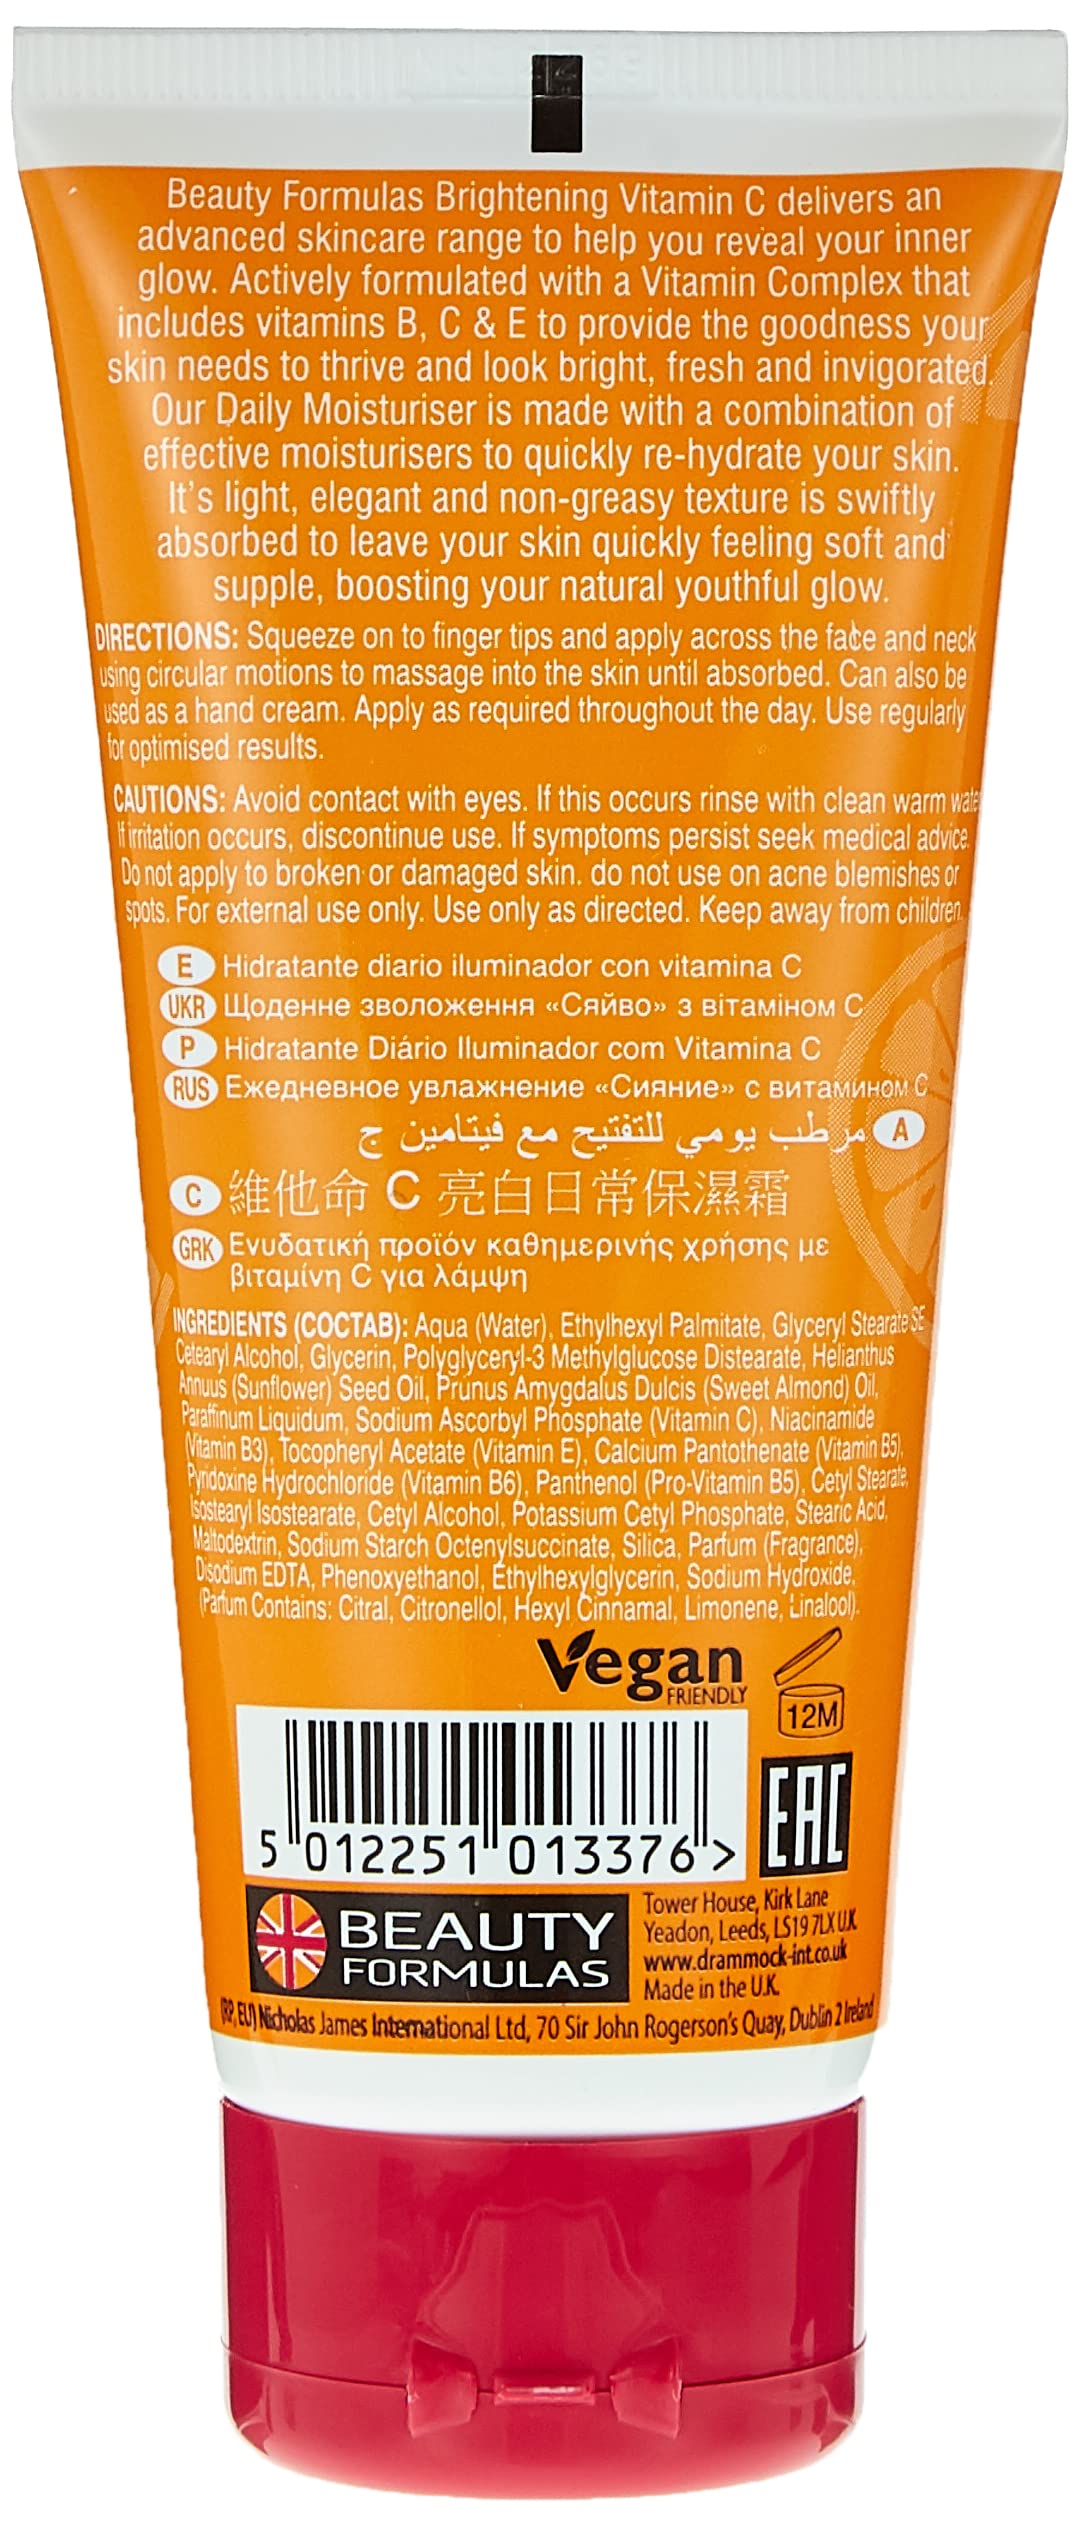 Beauty Formulas Brightening Vitamin C delivers an
advanced skincare range to help you reveal your inner
glow. Actively formulated with a Vitamin Complex that
includes vitamins B, C & E to provide the goodness your
skin needs to thrive and look bright, fresh and invigorated.
Our Daily Moisturiser is made with a combination of
effective moisturisers to quickly re-hydrate your skin.
It's light, elegant and non-greasy texture is swiftly
absorbed to leave your skin quickly feeling soft and
supple, boosting your natural youthful glow.
DIRECTIONS: Squeeze on to finger tips and apply across the face and neck
using circular motions to massage into the skin until absorbed. Can also be
used as a hand cream. Apply as required throughout the day. Use regularly
for optimised results.
CAUTIONS: Avoid contact with eyes. If this occurs rinse with clean warm water
If irritation occurs, discontinue use. If symptoms persist seek medical advice.
Do not apply to broken or damaged skin. do not use on acne blemishes or
spots. For external use only. Use only as directed. Keep away from children.
E Hidratante diario iluminador con vitamina C
UKR Щоденне зволоження «Сяйво» з вітаміном C
P Hidratante Diário Iluminador com Vitamina C
RUS Ежедневное увлажнение «Сияние» с витамином C
A مرطب يومي للتفتيح مع فيتامين ج
C 維他命 C 亮白日常保濕霜
GRK Ενυδατική προϊόν καθημερινής χρήσης με
βιταμίνη C για λάμψη
INGREDIENTS (СОСТАВ): Aqua (Water), Ethylhexyl Palmitate, Glyceryl Stearate SE
Cetearyl Alcohol, Glycerin, Polyglyceryl-3 Methylglucose Distearate, Helianthus
Annuus (Sunflower) Seed Oil, Prunus Amygdalus Dulcis (Sweet Almond) Oil,
Paraffinum Liquidum, Sodium Ascorbyl Phosphate (Vitamin C), Niacinamide
(Vitamin B3), Tocopheryl Acetate (Vitamin E), Calcium Pantothenate (Vitamin B5),
Pyridoxine Hydrochloride (Vitamin B6), Panthenol (Pro-Vitamin B5), Cetyl Stearate,
Isostearyl Isostearate, Cetyl Alcohol, Potassium Cetyl Phosphate, Stearic Acid,
Maltodextrin, Sodium Starch Octenylsuccinate, Silica, Parfum (Fragrance),
Disodium EDTA, Phenoxyethanol, Ethylhexylglycerin, Sodium Hydroxide,
(Parfum Contains: Citral, Citronellol, Hexyl Cinnamal, Limonene, Linalool).
Vegan
FRIENDLY
12M
5 012251 013376 >
EAC
BEAUTY
FORMULAS
Tower House, Kirk Lane
Yeadon, Leeds, LS19 7LX U.K.
www.drammock-int.co.uk
Made in the U.K.
(RP, EU) Nicholas James International Ltd, 70 Sir John Rogerson's Quay, Dublin 2 Ireland